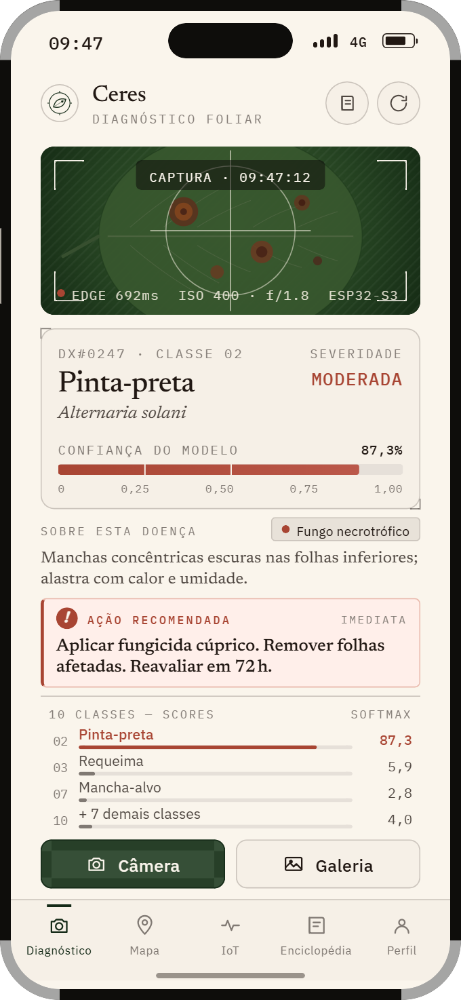 09:47
4G
Ceres
DIAGNÓSTICO FOLIAR
CAPTURA · 09:47:12
EDGE 692ms ISO 400 · f/1.8 ESP32-S3
DX#0247 · CLASSE 02
SEVERIDADE
Pinta-preta
MODERADA
Alternaria solani
CONFIANÇA DO MODELO
87,3%
0 0,25 0,50 0,75 1,00
SOBRE ESTA DOENÇA
Fungo necrotrófico
Manchas concêntricas escuras nas folhas inferiores;
alastra com calor e umidade.
! AÇÃO RECOMENDADA
IMEDIATA
Aplicar fungicida cúprico. Remover folhas
afetadas. Reavaliar em 72 h.
10 CLASSES — SCORES
SOFTMAX
02 Pinta-preta 87,3
03 Requeima 5,9
07 Mancha-alvo 2,8
10 + 7 demais classes 4,0
Câmera
Galeria
Diagnóstico
Mapa
IoT
Enciclopédia
Perfil